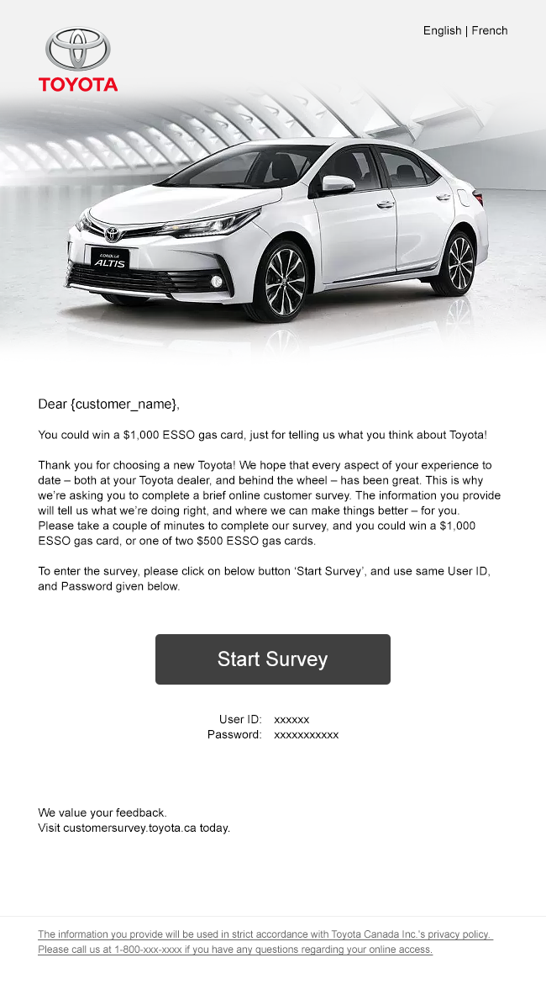 English | French
TOYOTA
COROLLA
ALTIS
Dear {customer_name},
You could win a $1,000 ESSO gas card, just for telling us what you think about Toyota!
Thank you for choosing a new Toyota! We hope that every aspect of your experience to
date – both at your Toyota dealer, and behind the wheel – has been great. This is why
we’re asking you to complete a brief online customer survey. The information you provide
will tell us what we’re doing right, and where we can make things better – for you.
Please take a couple of minutes to complete our survey, and you could win a $1,000
ESSO gas card, or one of two $500 ESSO gas cards.
To enter the survey, please click on below button ‘Start Survey’, and use same User ID,
and Password given below.
Start Survey
User ID: xxxxxx
Password: xxxxxxxxxxx
We value your feedback.
Visit customersurvey.toyota.ca today.
The information you provide will be used in strict accordance with Toyota Canada Inc.’s privacy policy.
Please call us at 1-800-xxx-xxxx if you have any questions regarding your online access.